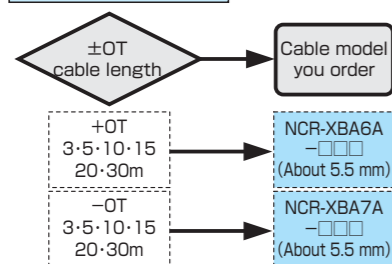 ±OT
cable length
Cable model
you order
+OT
3･5･10･15
20･30m
NCR-XBA6A
-□□□
(About 5.5 mm)
−OT
3･5･10･15
20･30m
NCR-XBA7A
-□□□
(About 5.5 mm)